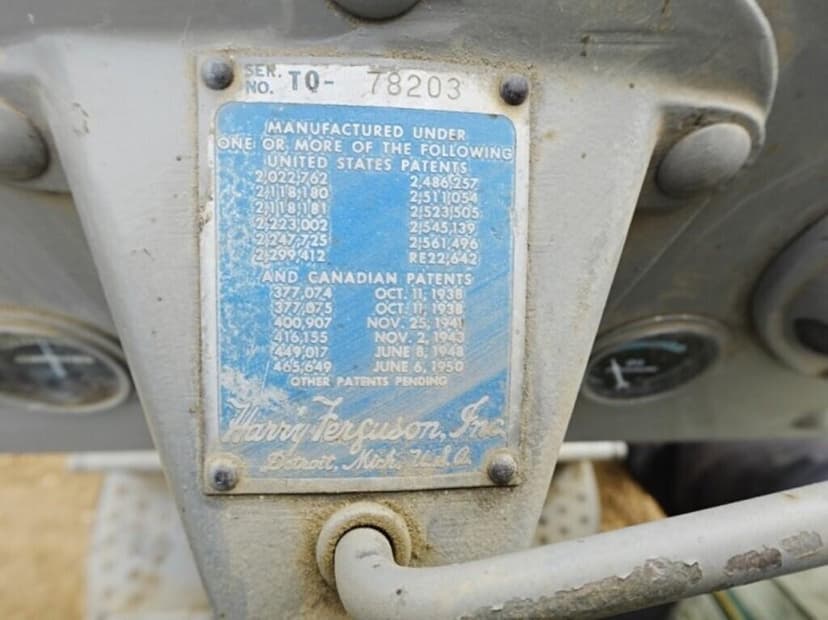 SER. NO. TO- 78203
MANUFACTURED UNDER
ONE OR MORE OF THE FOLLOWING
UNITED STATES PATENTS
2,022,762 2,486,257
2,118,180 2,511,054
2,118,181 2,523,505
2,223,002 2,545,139
2,247,725 2,561,496
2,299,412 RE22,642
AND CANADIAN PATENTS
377,074 OCT. 11, 1938
377,875 OCT. 11, 1938
400,907 NOV. 25, 1941
416,155 NOV. 2, 1943
449,017 JUNE 8, 1948
465,649 JUNE 6, 1950
OTHER PATENTS PENDING
Harry Ferguson, Inc.
Detroit, Mich. U.S.A.